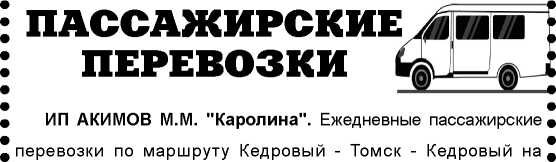 ПАССАЖИРСКИЕ
ПЕРЕВОЗКИ
ИП АКИМОВ М.М. "Каролина". Ежедневные пассажирские
перевозки по маршруту Кедровый - Томск - Кедровый на